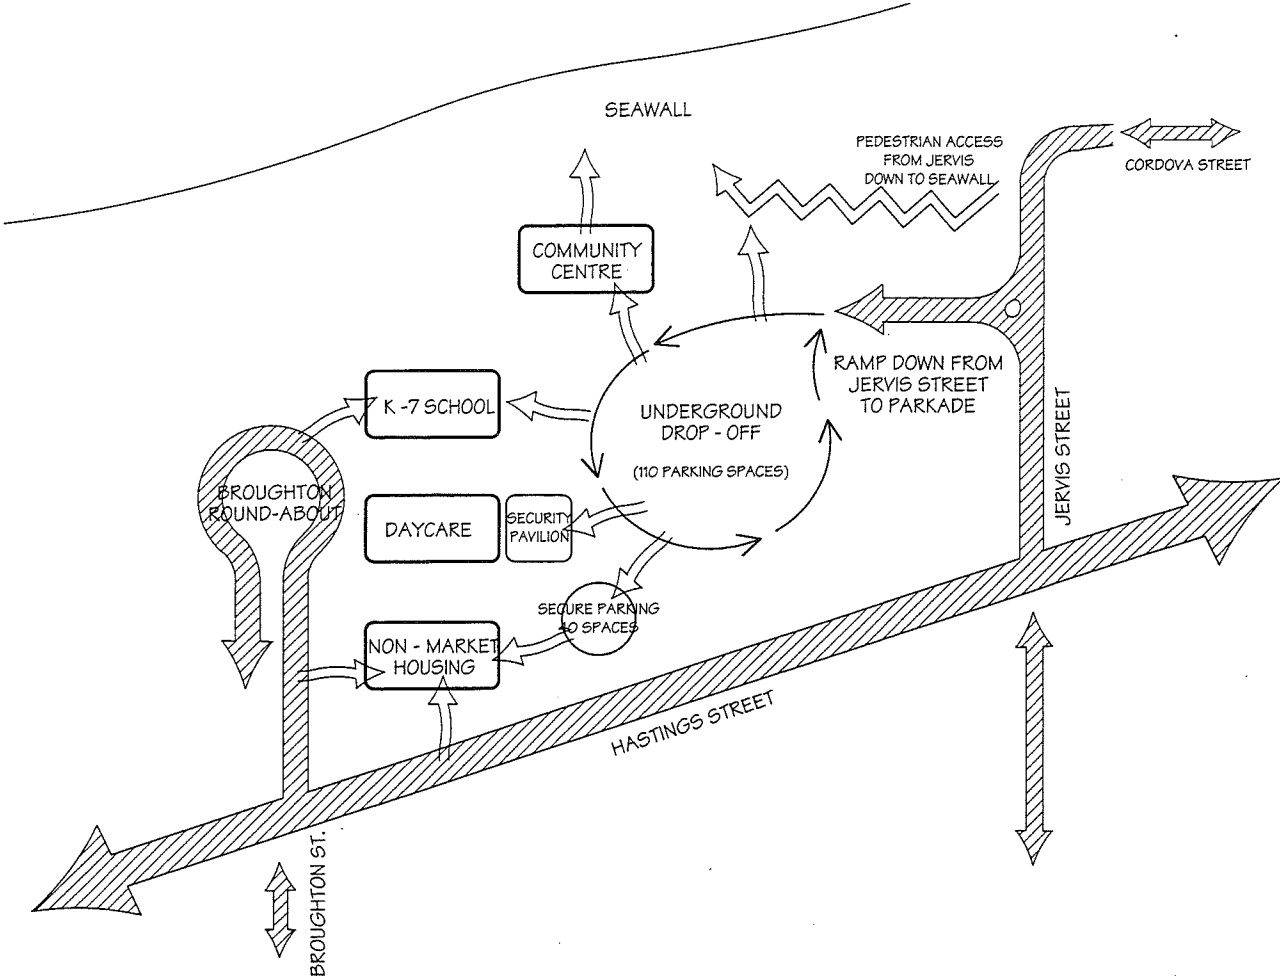 SEAWALL
PEDESTRIAN ACCESS
FROM JERVIS
DOWN TO SEAWALL
CORDOVA STREET
COMMUNITY
CENTRE
RAMP DOWN FROM
JERVIS STREET
TO PARKADE
K -7 SCHOOL
UNDERGROUND
DROP - OFF
(110 PARKING SPACES)
JERVIS STREET
BROUGHTON
ROUND-ABOUT
DAYCARE
SECURITY
PAVILION
SECURE PARKING
40 SPACES
NON - MARKET
HOUSING
HASTINGS STREET
BROUGHTON ST.